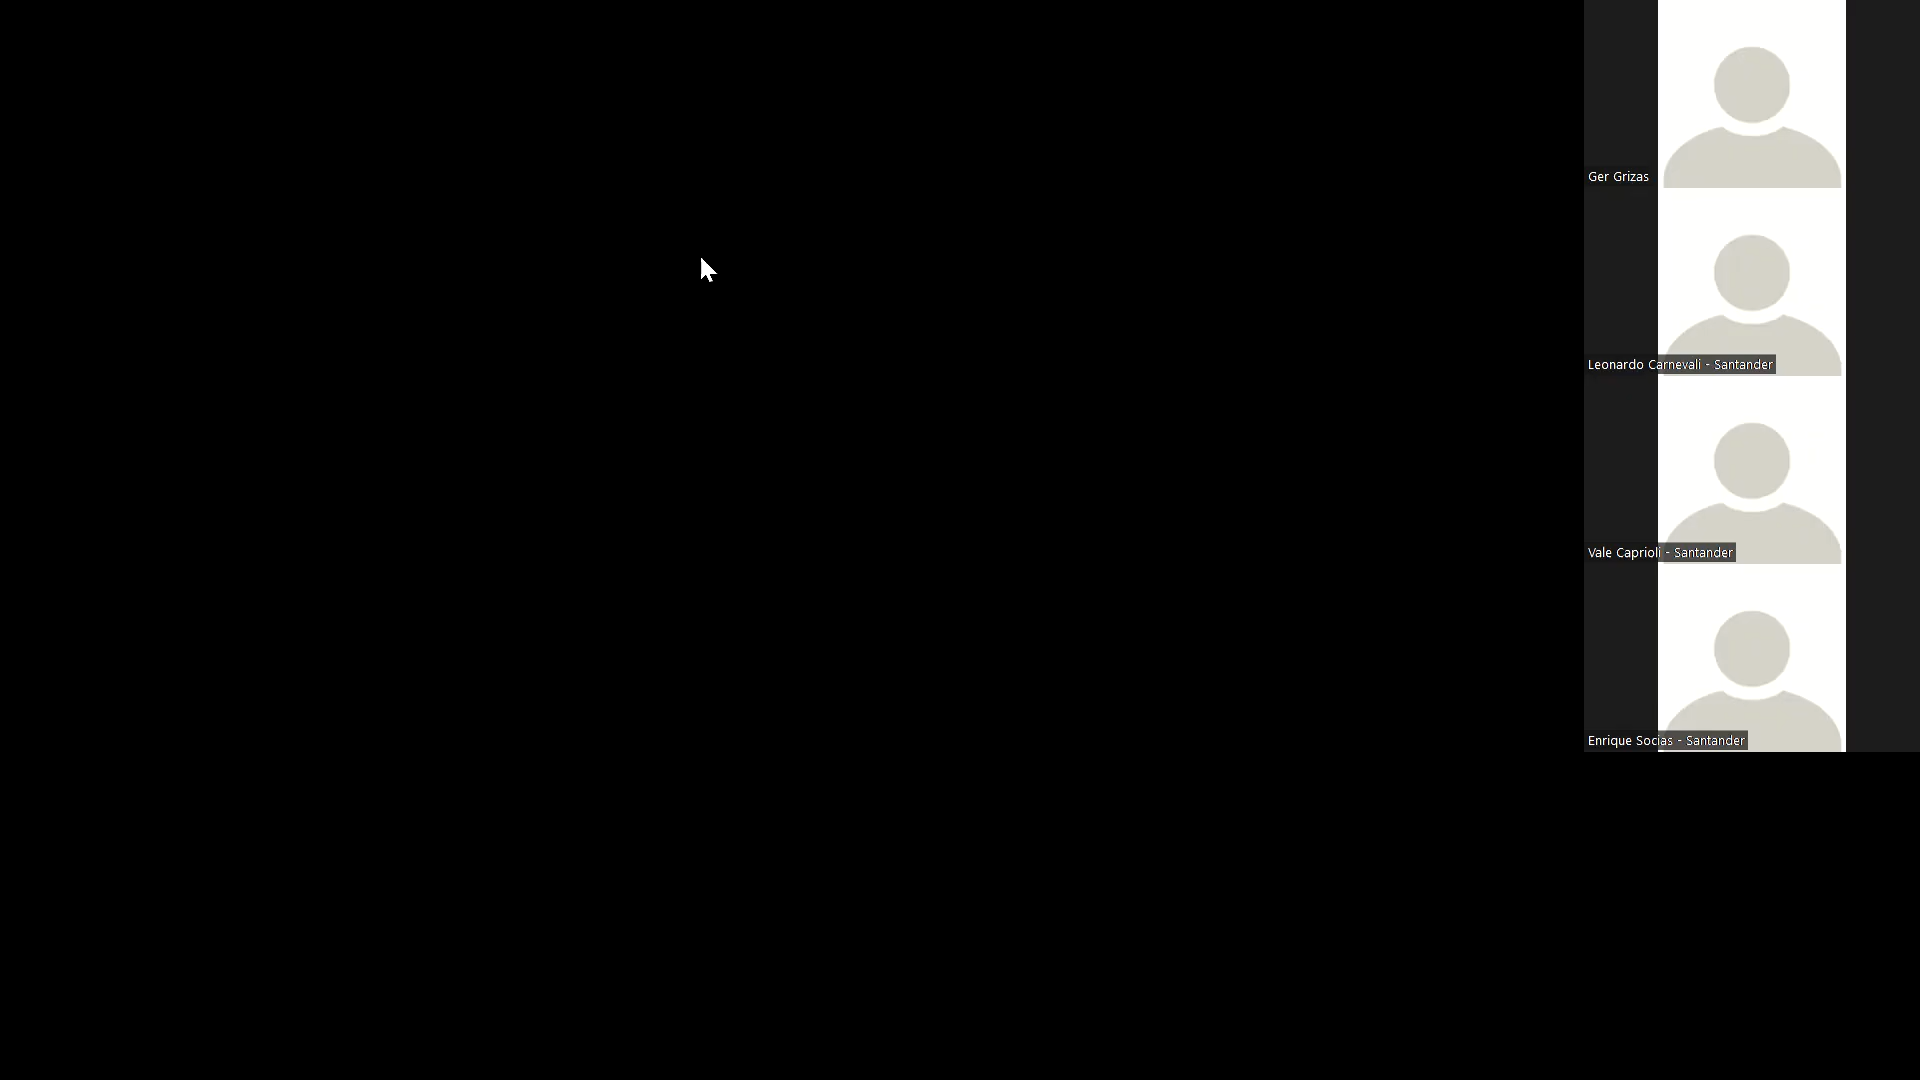 Ger Grizas
Leonardo Carnevali - Santander
Vale Caprioli - Santander
Enrique Socias - Santander